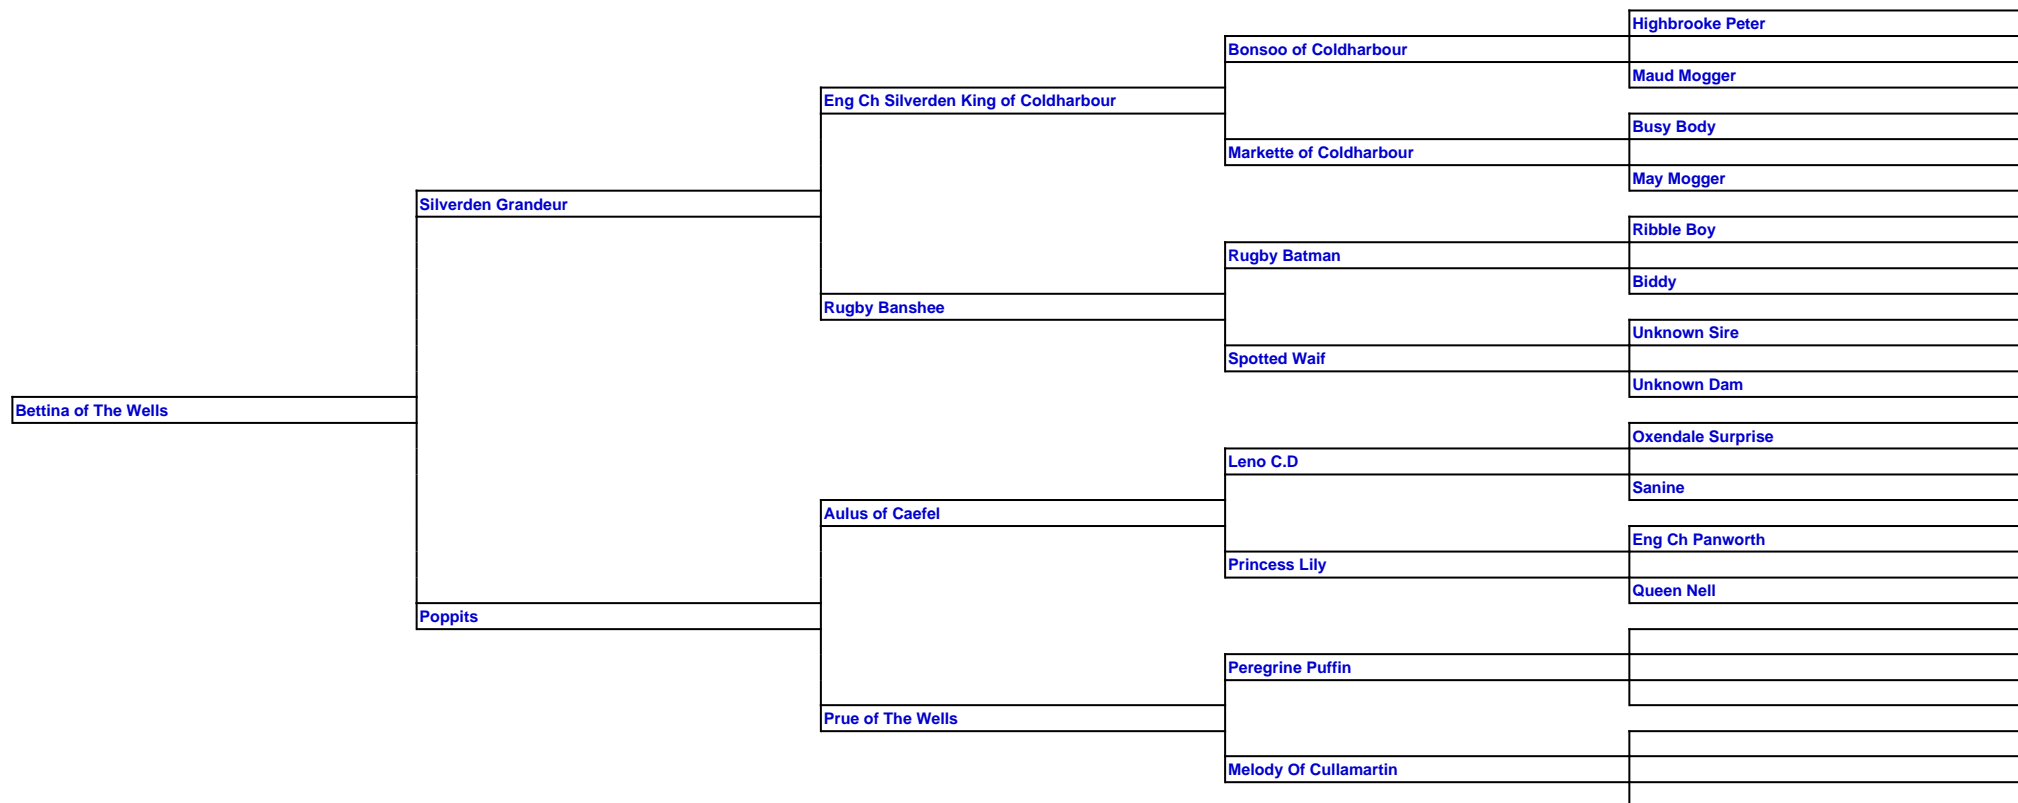 Highbrooke Peter
Bonsoo of Coldharbour
Maud Mogger
Eng Ch Silverden King of Coldharbour
Busy Body
Markette of Coldharbour
May Mogger
Silverden Grandeur
Ribble Boy
Rugby Batman
Biddy
Rugby Banshee
Unknown Sire
Spotted Waif
Unknown Dam
Bettina of The Wells
Oxendale Surprise
Leno C.D
Sanine
Aulus of Caefel
Eng Ch Panworth
Princess Lily
Queen Nell
Poppits
Peregrine Puffin
Prue of The Wells
Melody Of Cullamartin